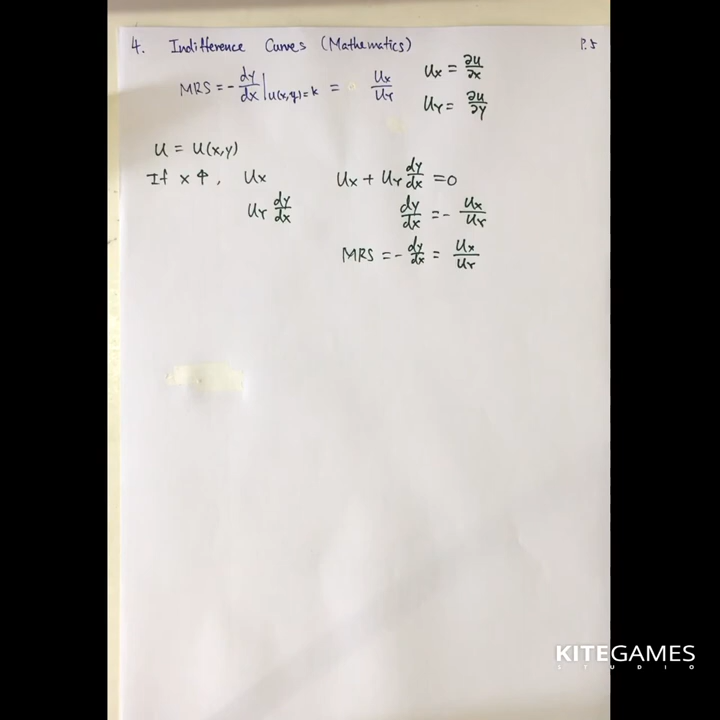 4. Indifference Curves (Mathematics) P.5
MRS = - dy/dx |u(x,y)=k = Ux/UY Ux = ∂u/∂x
UY = ∂u/∂y
U = U(x,y)
If x ↑, Ux Ux + UY dy/dx = 0
UY dy/dx dy/dx = - Ux/UY
MRS = - dy/dx = Ux/UY
KITEGAMES
STUDIO